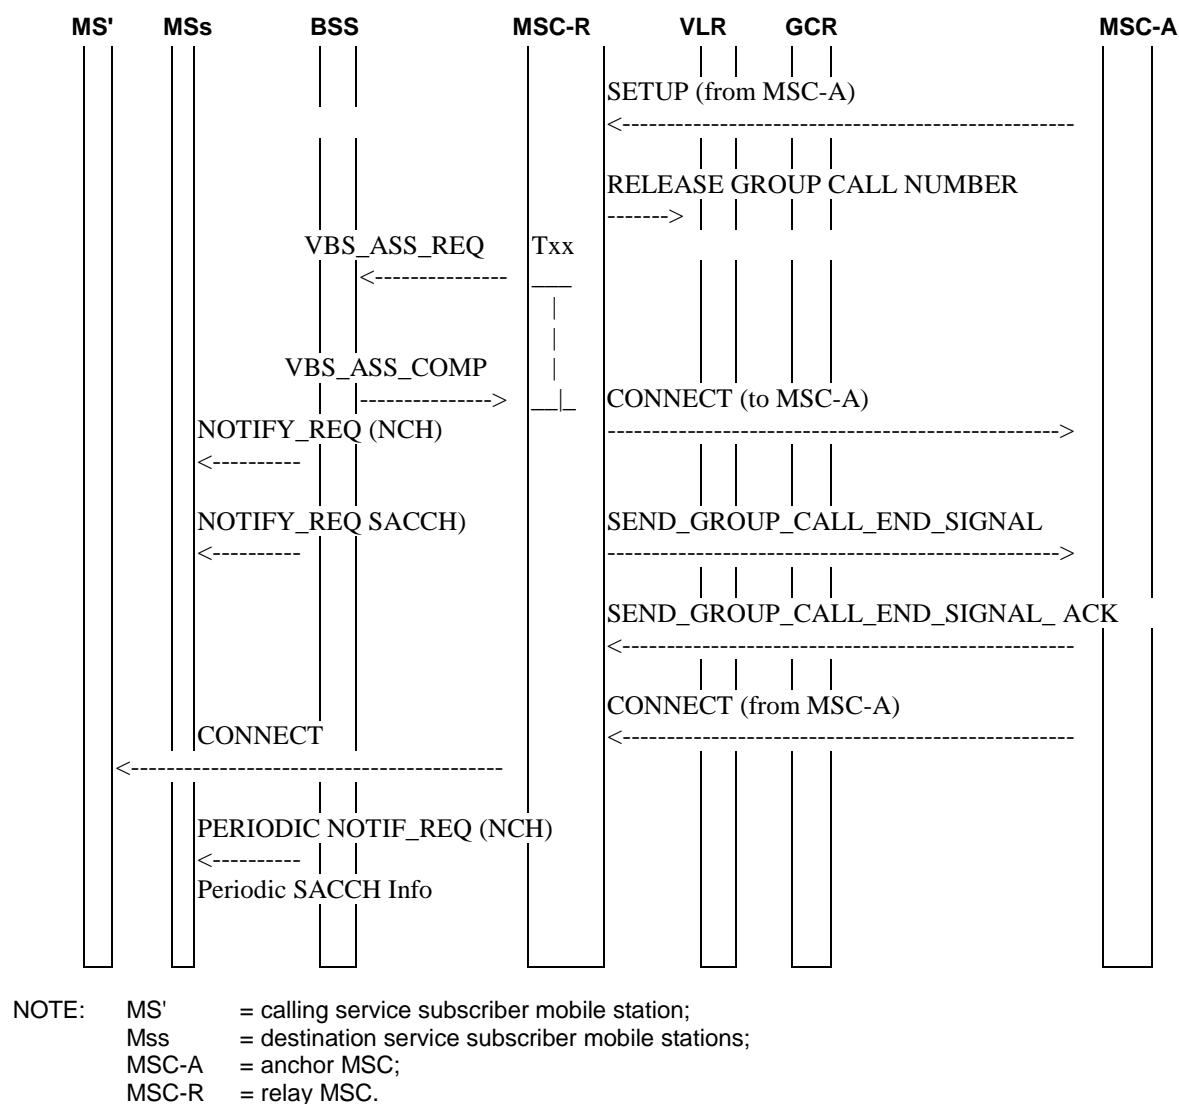 MS' MSs BSS MSC-R VLR GCR MSC-A
SETUP (from MSC-A)
<--------------------------------------------------
RELEASE GROUP CALL NUMBER
------->
VBS_ASS_REQ Txx
<---------------
VBS_ASS_COMP
--------------->
CONNECT (to MSC-A)
-------------------------------------------------->
NOTIFY_REQ (NCH)
<----------
NOTIFY_REQ SACCH) SEND_GROUP_CALL_END_SIGNAL
<---------- -------------------------------------------------->
SEND_GROUP_CALL_END_SIGNAL_ ACK
<--------------------------------------------------
CONNECT (from MSC-A)
<--------------------------------------------------
CONNECT
<------------------------------------------
PERIODIC NOTIF_REQ (NCH)
<----------
Periodic SACCH Info
NOTE: MS' = calling service subscriber mobile station;
Mss = destination service subscriber mobile stations;
MSC-A = anchor MSC;
MSC-R = relay MSC.